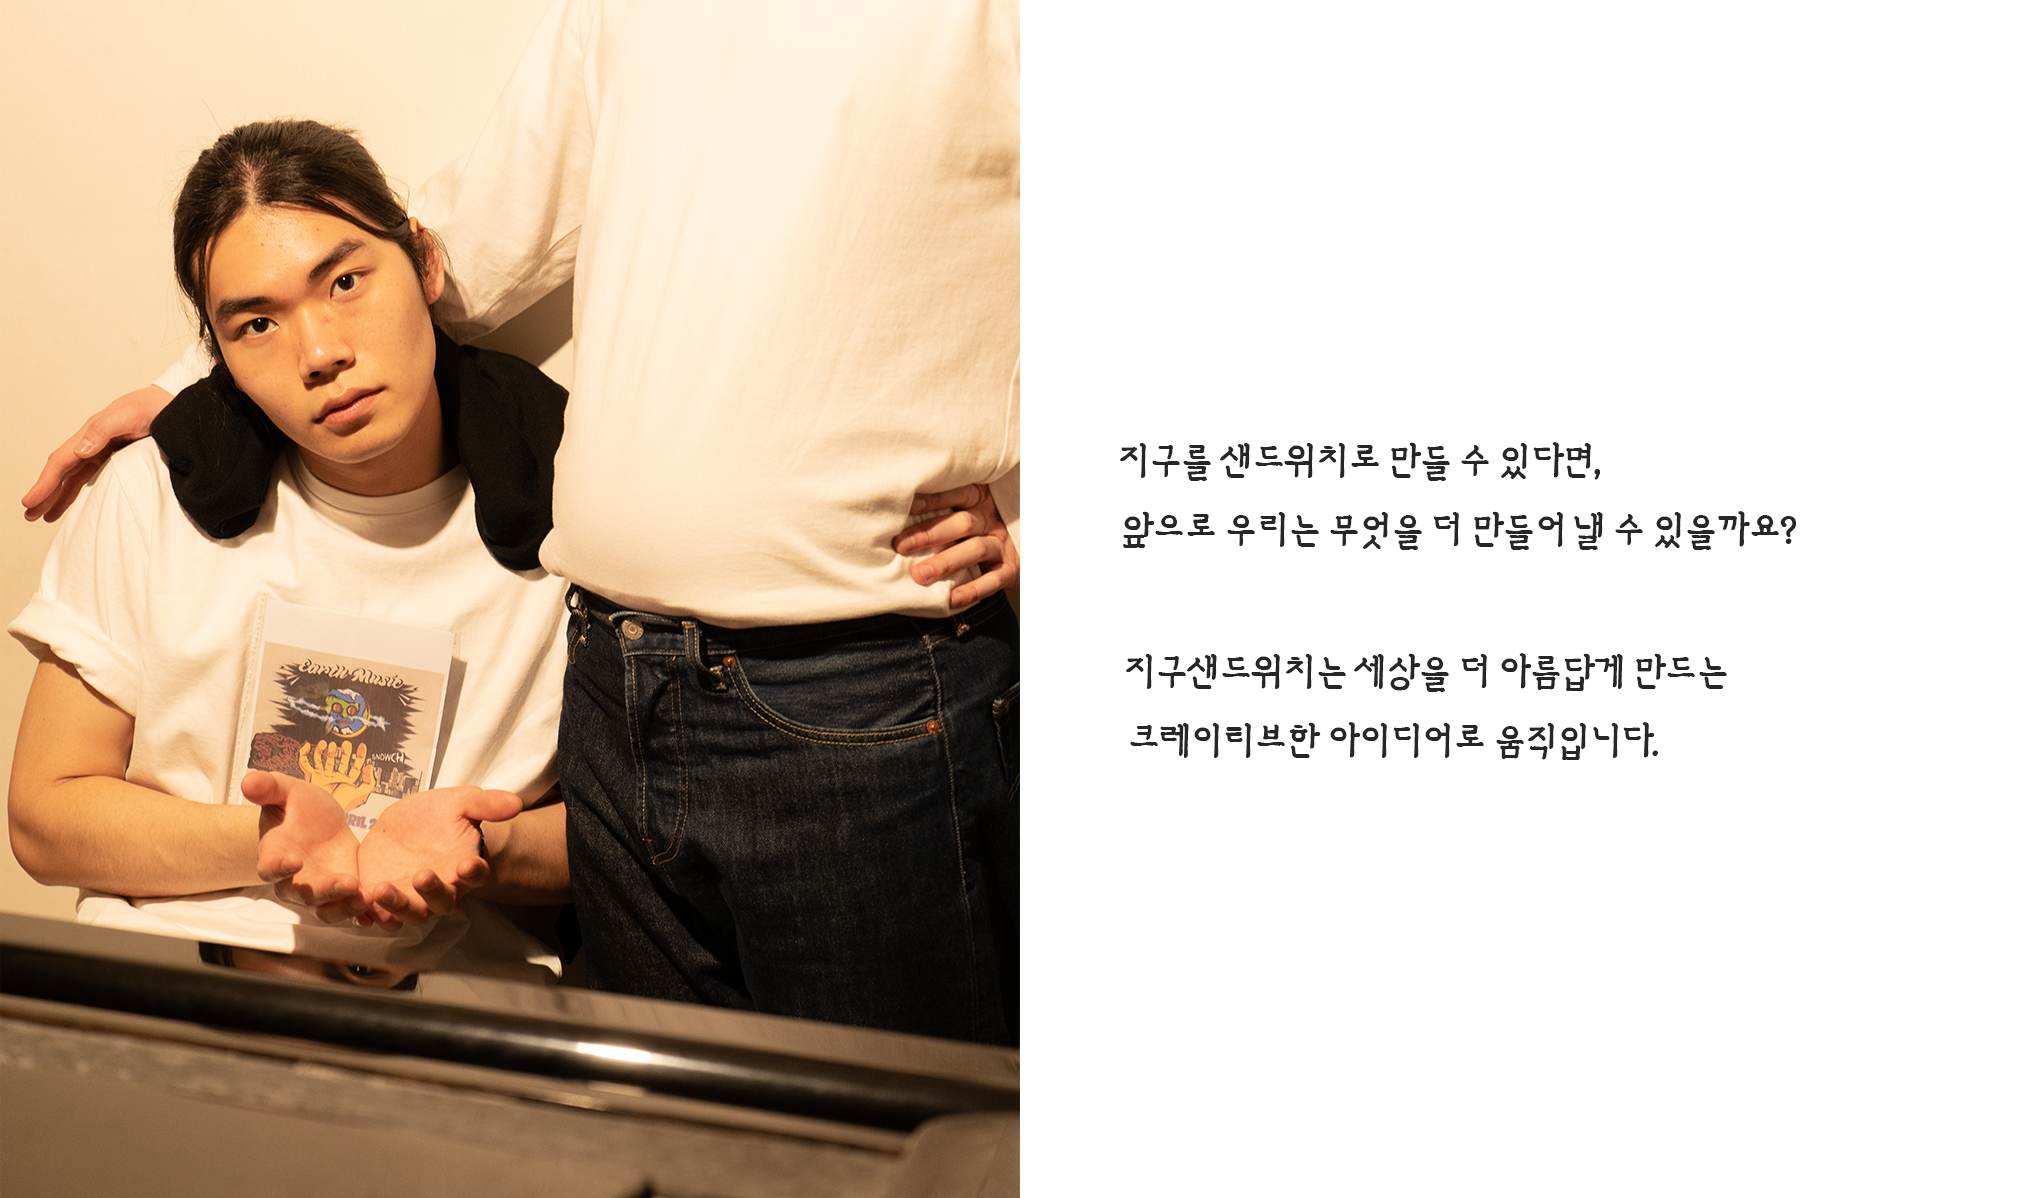 Earth Music
SNDWCH
지구를 샌드위치로 만들 수 있다면,
앞으로 우리는 무엇을 더 만들어 낼 수 있을까요?
지구샌드위치는 세상을 더 아름답게 만드는
크레이티브한 아이디어로 움직입니다.